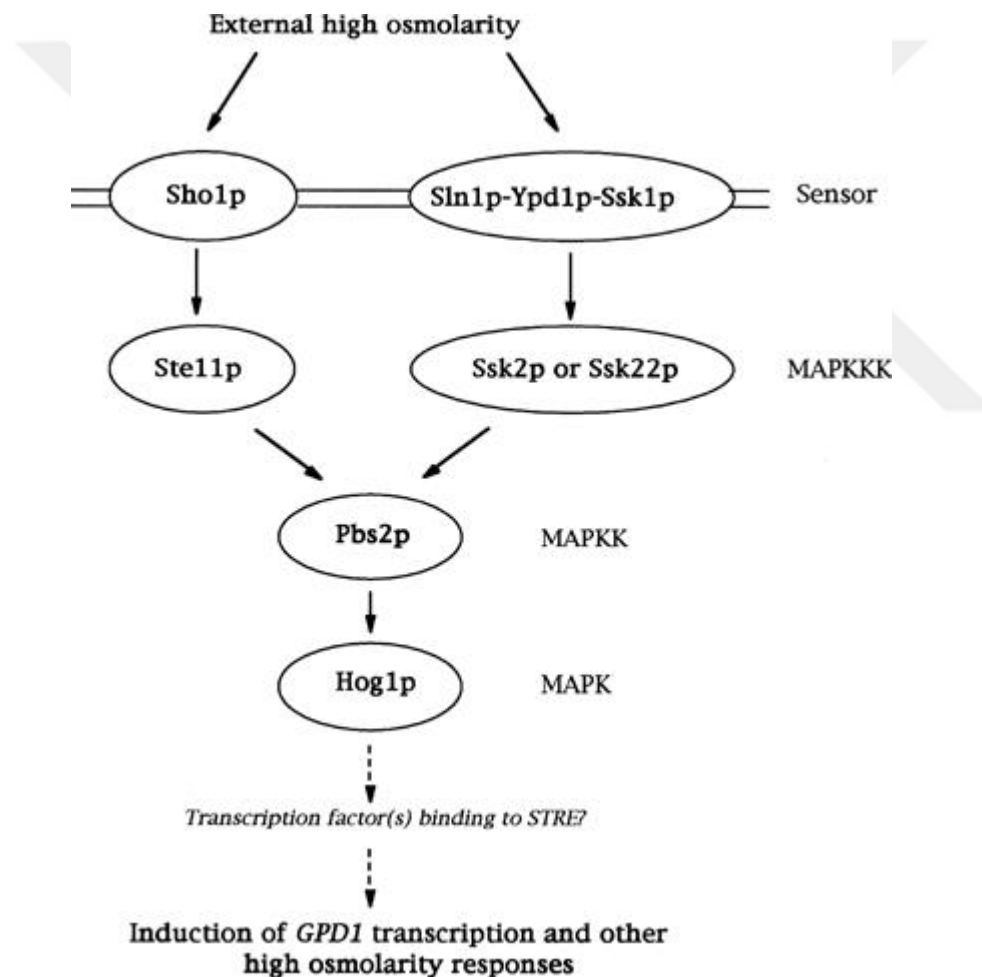 External high osmolarity
Sho1p
Sln1p-Ypd1p-Ssk1p
Sensor
Ste11p
Ssk2p or Ssk22p
MAPKKK
Pbs2p
MAPKK
Hog1p
MAPK
Transcription factor(s) binding to STRE?
Induction of GPD1 transcription and other
high osmolarity responses